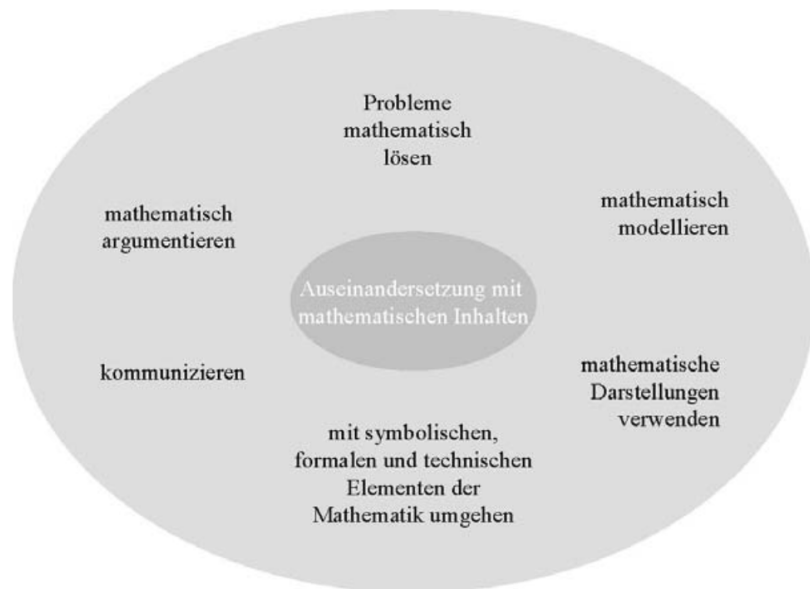 Probleme
mathematisch
lösen
mathematisch
argumentieren
mathematisch
modellieren
Auseinandersetzung mit
mathematischen Inhalten
kommunizieren
mathematische
Darstellungen
verwenden
mit symbolischen,
formalen und technischen
Elementen der
Mathematik umgehen